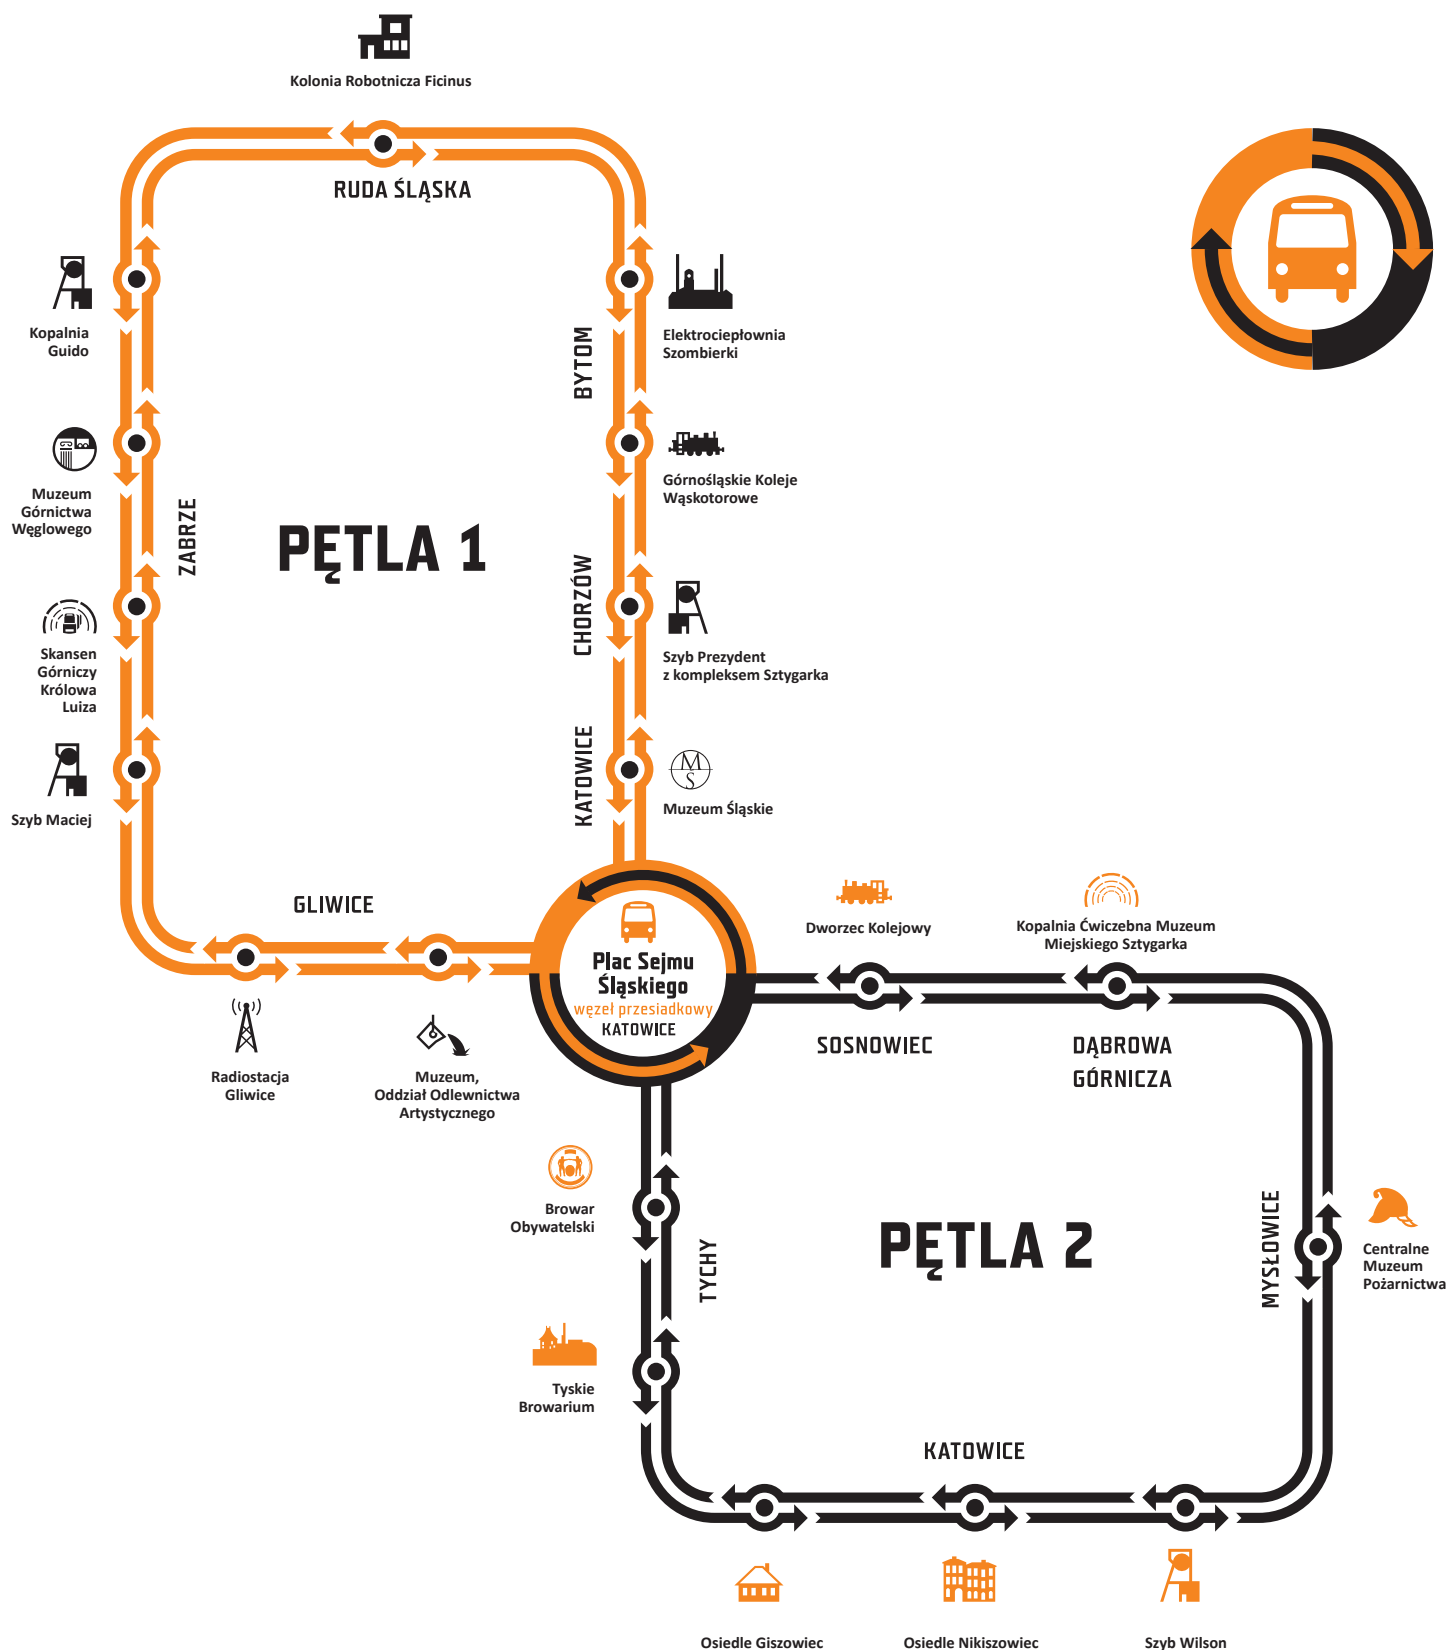 Kolonia Robotnicza Ficinus
RUDA ŚLĄSKA
Kopalnia
Guido
BYTOM
Elektrociepłownia
Szombierki
Muzeum
Górnictwa
Węglowego
ZABRZE
PĘTLA 1
Górnośląskie Koleje
Wąskotorowe
CHORZÓW
Skansen
Górniczy
Królowa
Luiza
Szyb Prezydent
z kompleksem Sztygarka
KATOWICE
MŚ
Muzeum Śląskie
Szyb Maciej
GLIWICE
Plac Sejmu
Śląskiego
węzeł przesiadkowy
KATOWICE
Dworzec Kolejowy
Kopalnia Ćwiczebna Muzeum
Miejskiego Sztygarka
SOSNOWIEC
DĄBROWA
GÓRNICZA
Radiostacja
Gliwice
Muzeum,
Oddział Odlewnictwa
Artystycznego
Browar
Obywatelski
TYCHY
PĘTLA 2
MYSŁOWICE
Centralne
Muzeum
Pożarnictwa
Tyskie
Browarium
KATOWICE
Osiedle Giszowiec
Osiedle Nikiszowiec
Szyb Wilson